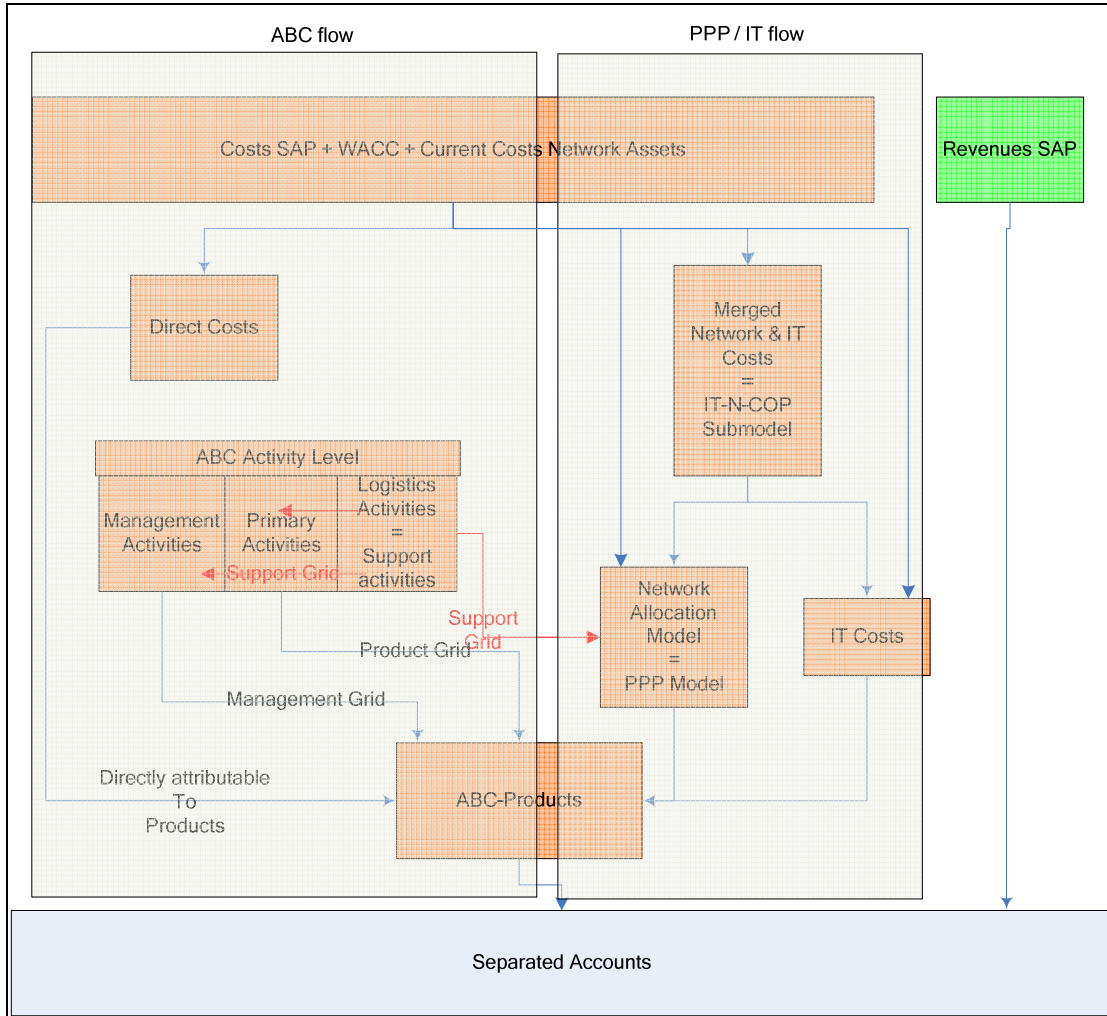 ABC flow
PPP / IT flow
Costs SAP + WACC + Current Costs Network Assets
Revenues SAP
Direct Costs
Merged
Network & IT
Costs
=
IT-N-COP
Submodel
ABC Activity Level
Management
Activities
Primary
Activities
Logistics
Activities
=
Support
activities
Support Grid
Support
Grid
Network
Allocation
Model
=
PPP Model
IT Costs
Product Grid
Management Grid
Directly attributable
To
Products
ABC-Products
Separated Accounts